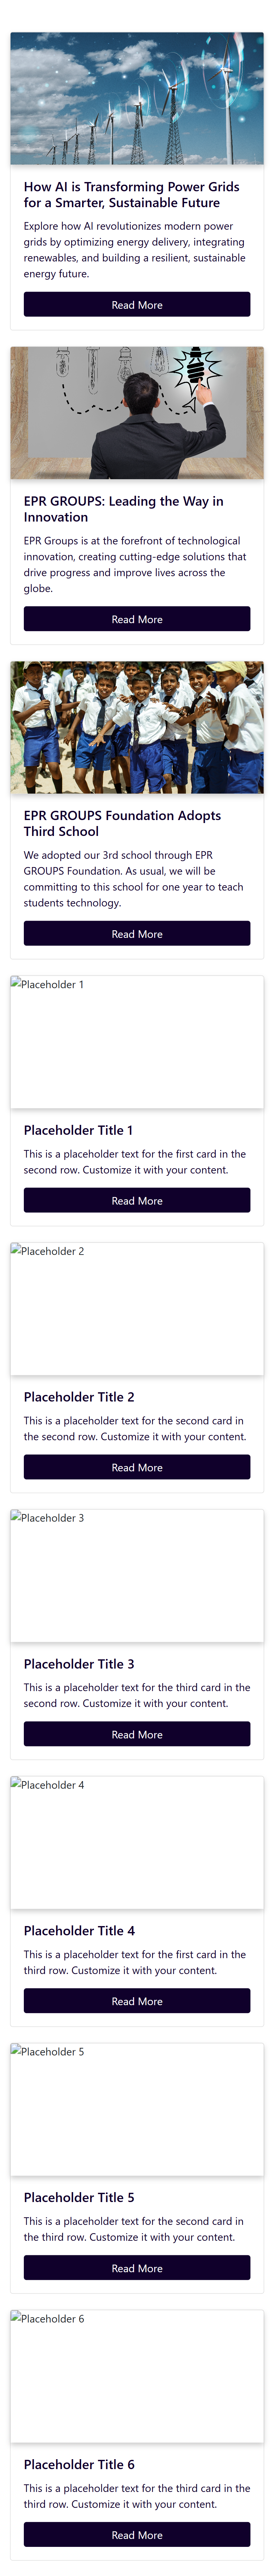 How AI is Transforming Power Grids
for a Smarter, Sustainable Future
Explore how AI revolutionizes modern power
grids by optimizing energy delivery, integrating
renewables, and building a resilient, sustainable
energy future.
Read More
EPR GROUPS: Leading the Way in
Innovation
EPR Groups is at the forefront of technological
innovation, creating cutting-edge solutions that
drive progress and improve lives across the
globe.
Read More
EPR GROUPS Foundation Adopts
Third School
We adopted our 3rd school through EPR
GROUPS Foundation. As usual, we will be
committing to this school for one year to teach
students technology.
Read More
Placeholder 1
Placeholder Title 1
This is a placeholder text for the first card in the
second row. Customize it with your content.
Read More
Placeholder 2
Placeholder Title 2
This is a placeholder text for the second card in
the second row. Customize it with your content.
Read More
Placeholder 3
Placeholder Title 3
This is a placeholder text for the third card in the
second row. Customize it with your content.
Read More
Placeholder 4
Placeholder Title 4
This is a placeholder text for the first card in the
third row. Customize it with your content.
Read More
Placeholder 5
Placeholder Title 5
This is a placeholder text for the second card in
the third row. Customize it with your content.
Read More
Placeholder 6
Placeholder Title 6
This is a placeholder text for the third card in the
third row. Customize it with your content.
Read More